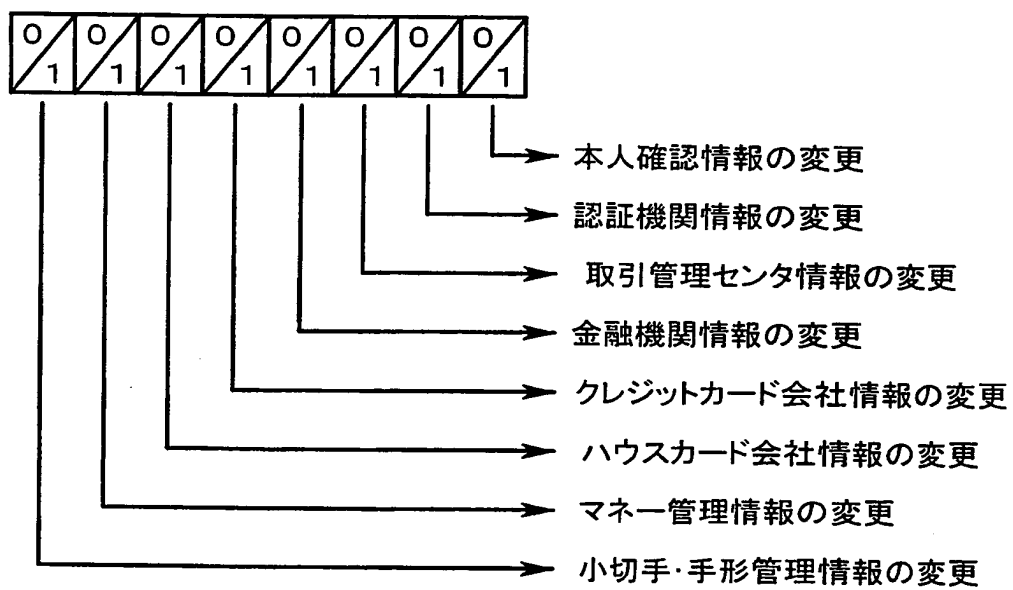 0/1 0/1 0/1 0/1 0/1 0/1 0/1 0/1
本人確認情報の変更
認証機関情報の変更
取引管理センタ情報の変更
金融機関情報の変更
クレジットカード会社情報の変更
ハウスカード会社情報の変更
マネー管理情報の変更
小切手・手形管理情報の変更